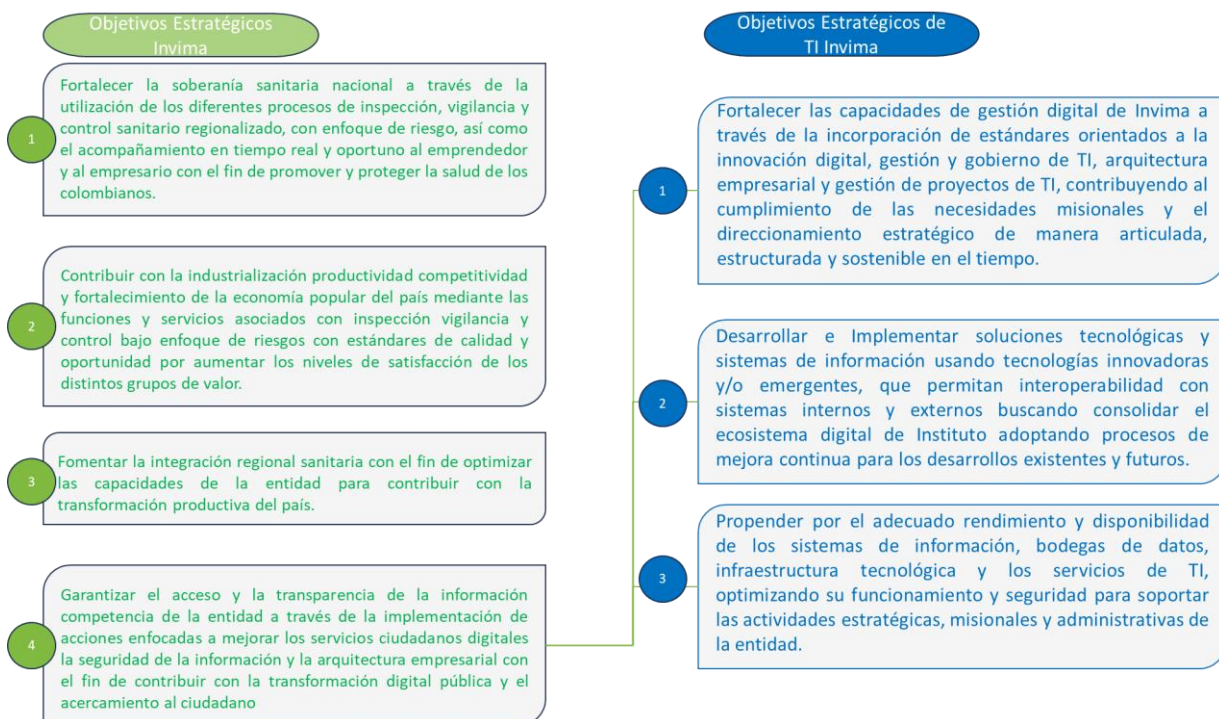 Objetivos Estratégicos
Invima
1
Fortalecer la soberanía sanitaria nacional a través de la
utilización de los diferentes procesos de inspección, vigilancia y
control sanitario regionalizado, con enfoque de riesgo, así como
el acompañamiento en tiempo real y oportuno al emprendedor
y al empresario con el fin de promover y proteger la salud de los
colombianos.
2
Contribuir con la industrialización productividad competitividad
y fortalecimiento de la economía popular del país mediante las
funciones y servicios asociados con inspección vigilancia y
control bajo enfoque de riesgos con estándares de calidad y
oportunidad por aumentar los niveles de satisfacción de los
distintos grupos de valor.
3
Fomentar la integración regional sanitaria con el fin de optimizar
las capacidades de la entidad para contribuir con la
transformación productiva del país.
4
Garantizar el acceso y la transparencia de la información
competencia de la entidad a través de la implementación de
acciones enfocadas a mejorar los servicios ciudadanos digitales
la seguridad de la información y la arquitectura empresarial con
el fin de contribuir con la transformación digital pública y el
acercamiento al ciudadano
Objetivos Estratégicos de
TI Invima
1
Fortalecer las capacidades de gestión digital de Invima a
través de la incorporación de estándares orientados a la
innovación digital, gestión y gobierno de TI, arquitectura
empresarial y gestión de proyectos de TI, contribuyendo al
cumplimiento de las necesidades misionales y el
direccionamiento estratégico de manera articulada,
estructurada y sostenible en el tiempo.
2
Desarrollar e Implementar soluciones tecnológicas y
sistemas de información usando tecnologías innovadoras
y/o emergentes, que permitan interoperabilidad con
sistemas internos y externos buscando consolidar el
ecosistema digital de Instituto adoptando procesos de
mejora continua para los desarrollos existentes y futuros.
3
Propender por el adecuado rendimiento y disponibilidad
de los sistemas de información, bodegas de datos,
infraestructura tecnológica y los servicios de TI,
optimizando su funcionamiento y seguridad para soportar
las actividades estratégicas, misionales y administrativas de
la entidad.